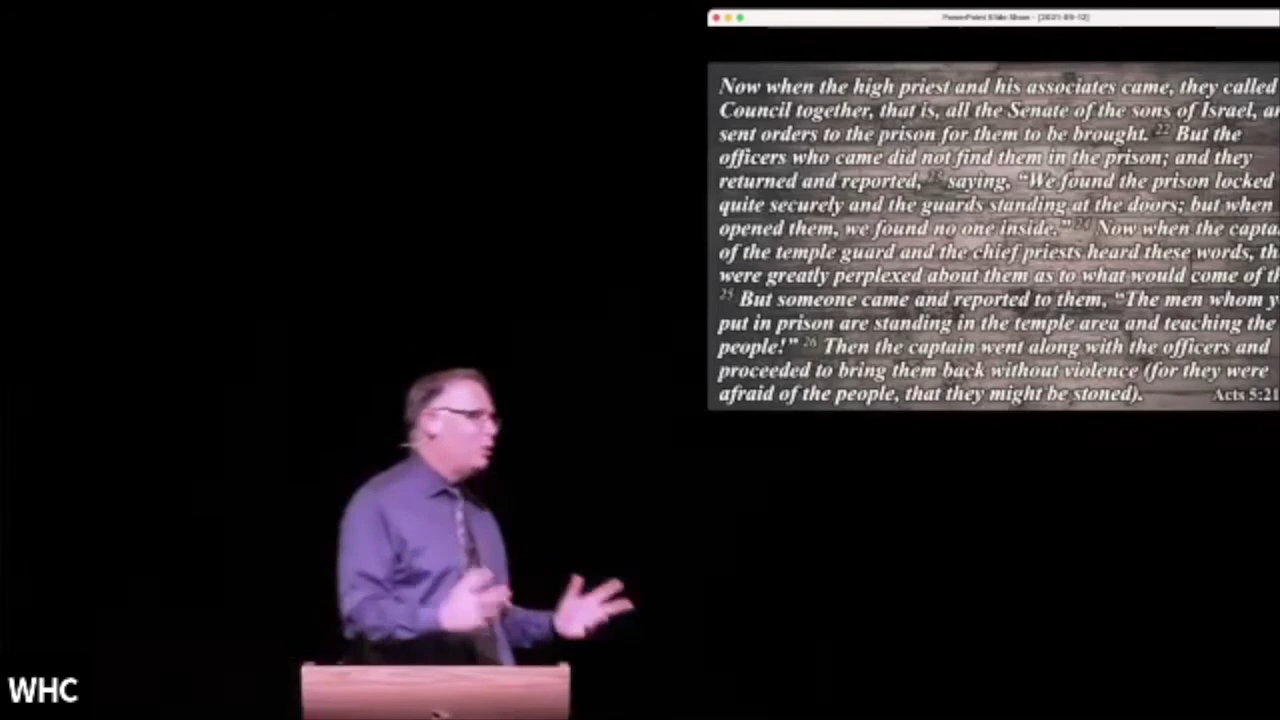 PowerPoint Slide Show - [2021-09-12]
Now when the high priest and his associates came, they called
Council together, that is, all the Senate of the sons of Israel,
sent orders to the prison for them to be brought. 22 But the
officers who came did not find them in the prison; and they
returned and reported, 23 saying, “We found the prison locked
quite securely and the guards standing at the doors; but when
opened them, we found no one inside.” 24 Now when the
of the temple guard and the chief priests heard these words,
were greatly perplexed about them as to what would come of
25 But someone came and reported to them, “The men whom
put in prison are standing in the temple area and teaching the
people!” 26 Then the captain went along with the officers and
proceeded to bring them back without violence (for they were
afraid of the people, that they might be stoned).
Acts 5:21
WHC